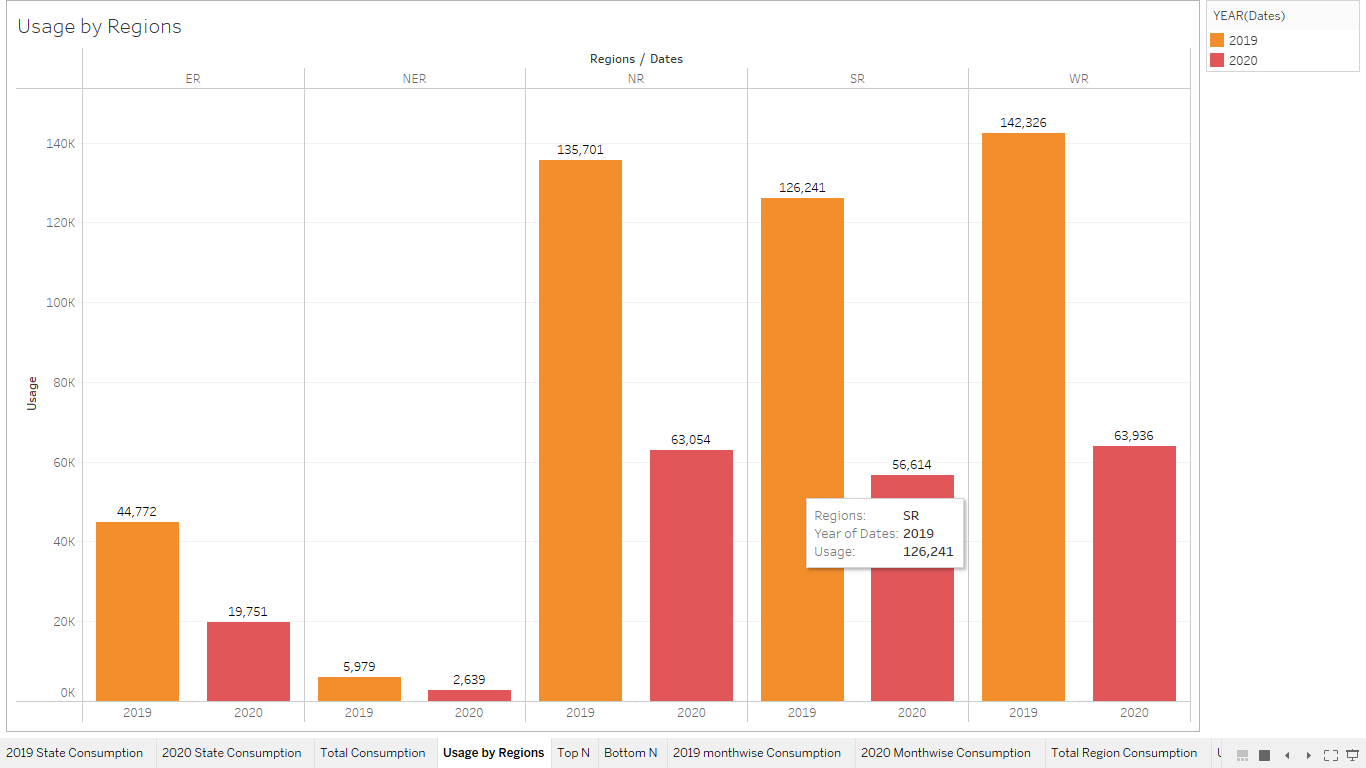 Usage by Regions
YEAR(Dates)
2019
2020
Regions / Dates
ER NER NR SR WR
Usage
140K
120K
100K
80K
60K
40K
20K
0K
44,772
19,751
5,979
2,639
135,701
63,054
126,241
56,614
142,326
63,936
Regions: SR
Year of Dates: 2019
Usage: 126,241
2019 2020 2019 2020 2019 2020 2019 2020 2019 2020
2019 State Consumption 2020 State Consumption Total Consumption Usage by Regions Top N Bottom N 2019 monthwise Consumption 2020 Monthwise Consumption Total Region Consumption